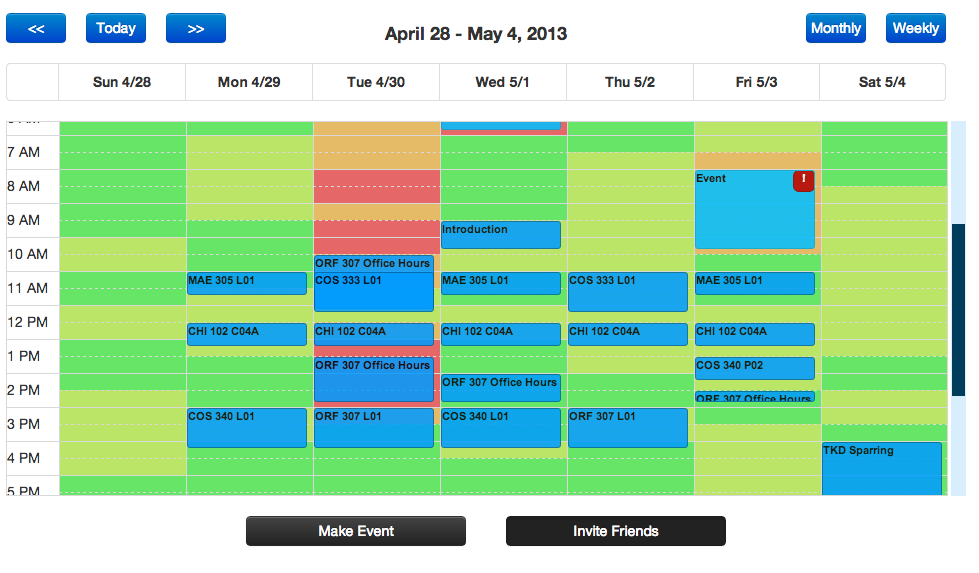 << Today >> April 28 - May 4, 2013 Monthly Weekly
Sun 4/28 Mon 4/29 Tue 4/30 Wed 5/1 Thu 5/2 Fri 5/3 Sat 5/4
7 AM
8 AM Event !
9 AM Introduction
10 AM ORF 307 Office Hours
11 AM MAE 305 L01 COS 333 L01 MAE 305 L01 COS 333 L01 MAE 305 L01
12 PM CHI 102 C04A CHI 102 C04A CHI 102 C04A CHI 102 C04A CHI 102 C04A
1 PM ORF 307 Office Hours COS 340 P02
2 PM ORF 307 Office Hours ORF 307 Office Hours
3 PM COS 340 L01 ORF 307 L01 COS 340 L01 ORF 307 L01
4 PM TKD Sparring
5 PM
Make Event Invite Friends